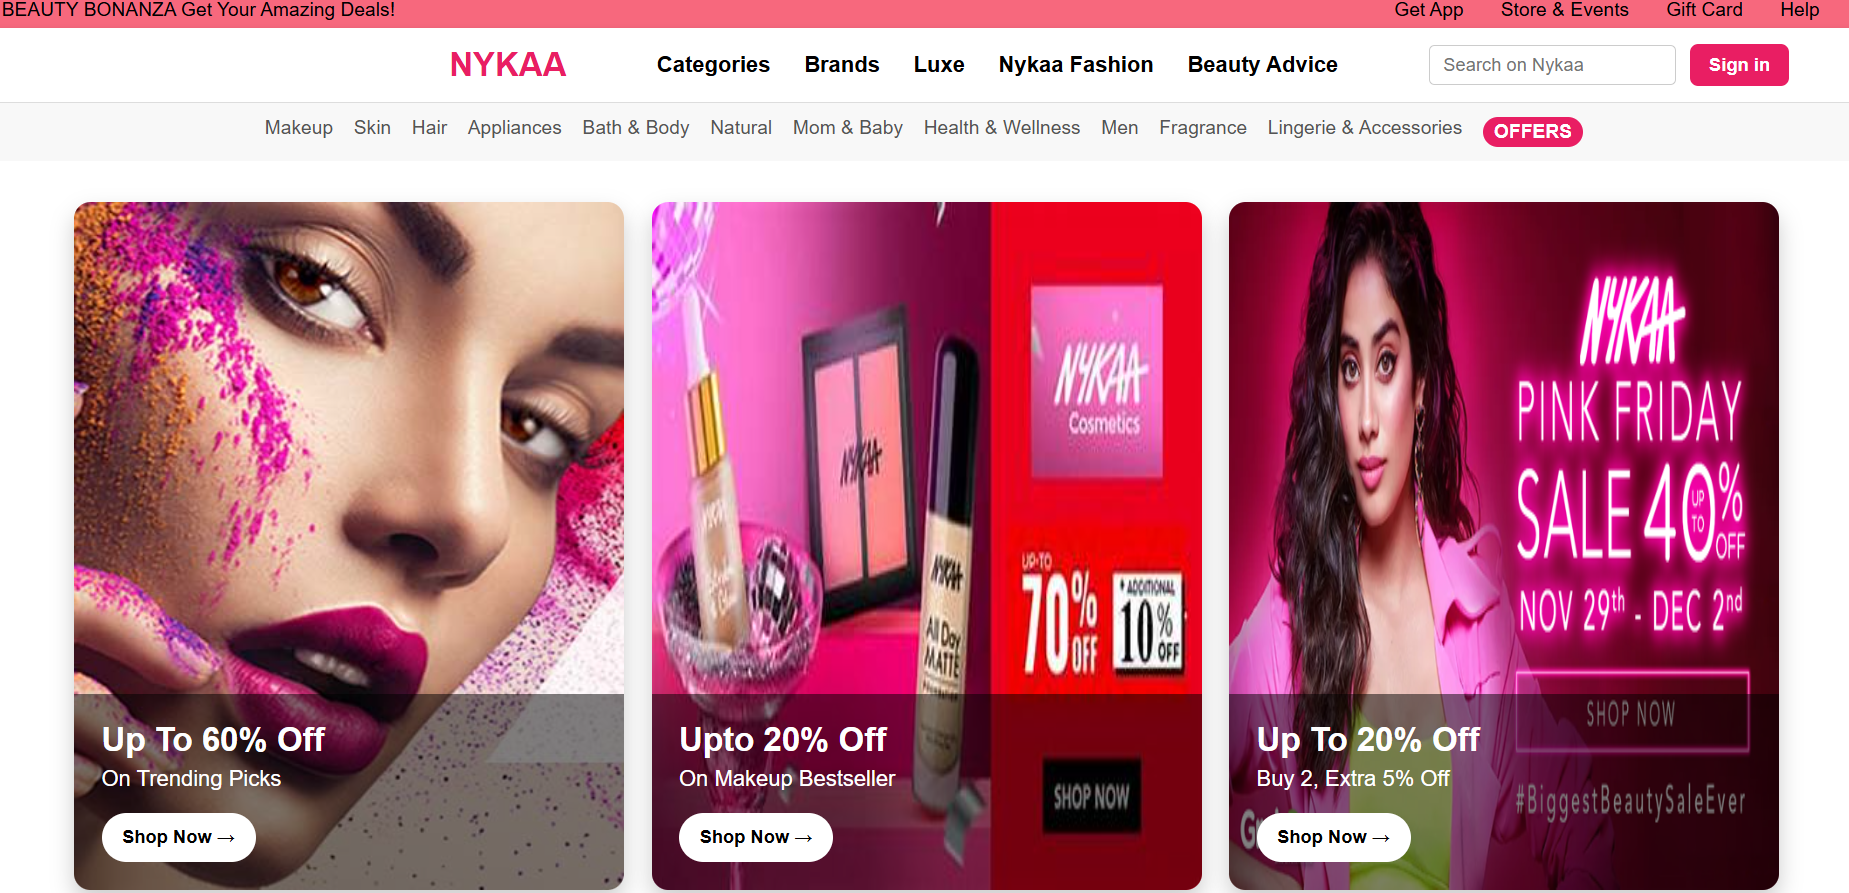 BEAUTY BONANZA Get Your Amazing Deals!
Get App Store & Events Gift Card Help
NYKAA
Categories Brands Luxe Nykaa Fashion Beauty Advice
Search on Nykaa
Sign in
Makeup Skin Hair Appliances Bath & Body Natural Mom & Baby Health & Wellness Men Fragrance Lingerie & Accessories OFFERS
Up To 60% Off
On Trending Picks
Shop Now →
NYKAA
Cosmetics
NYKAA
NYKAA
All Day
MATTE
FOUNDATION
UP-TO
70% OFF
+ ADDITIONAL
10% OFF
SHOP NOW
Upto 20% Off
On Makeup Bestseller
Shop Now →
NYKAA
PINK FRIDAY
SALE UP TO 40% OFF
NOV 29th - DEC 2nd
SHOP NOW
#BiggestBeautySaleEver
Up To 20% Off
Buy 2, Extra 5% Off
Shop Now →